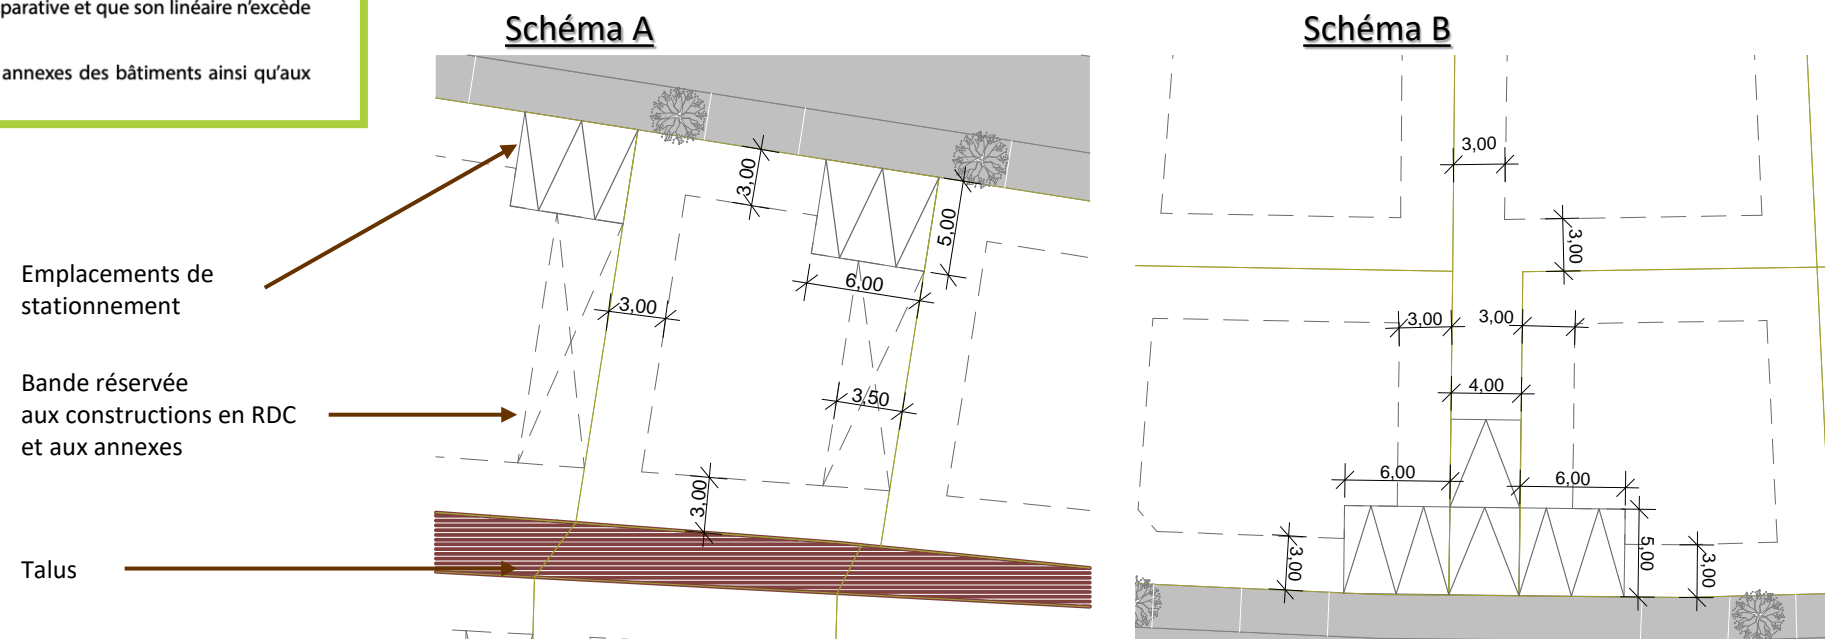 parative et que son linéaire n'excède
annexes des bâtiments ainsi qu'aux
Schéma A
3,00
5,00
6,00
3,00
3,50
3,00
Emplacements de
stationnement
Bande réservée
aux constructions en RDC
et aux annexes
Talus
Schéma B
3,00
3,00
3,00
3,00
4,00
6,00
6,00
3,00
5,00
3,00